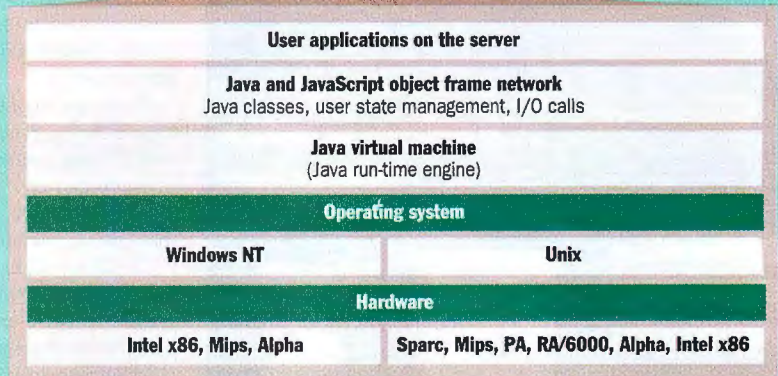 User applications on the server
Java and JavaScript object frame network
Java classes, user state management, I/O calls
Java virtual machine
(Java run-time engine)
Operating system
Windows NT
Unix
Hardware
Intel x86, Mips, Alpha
Sparc, Mips, PA, RA/6000, Alpha, Intel x86